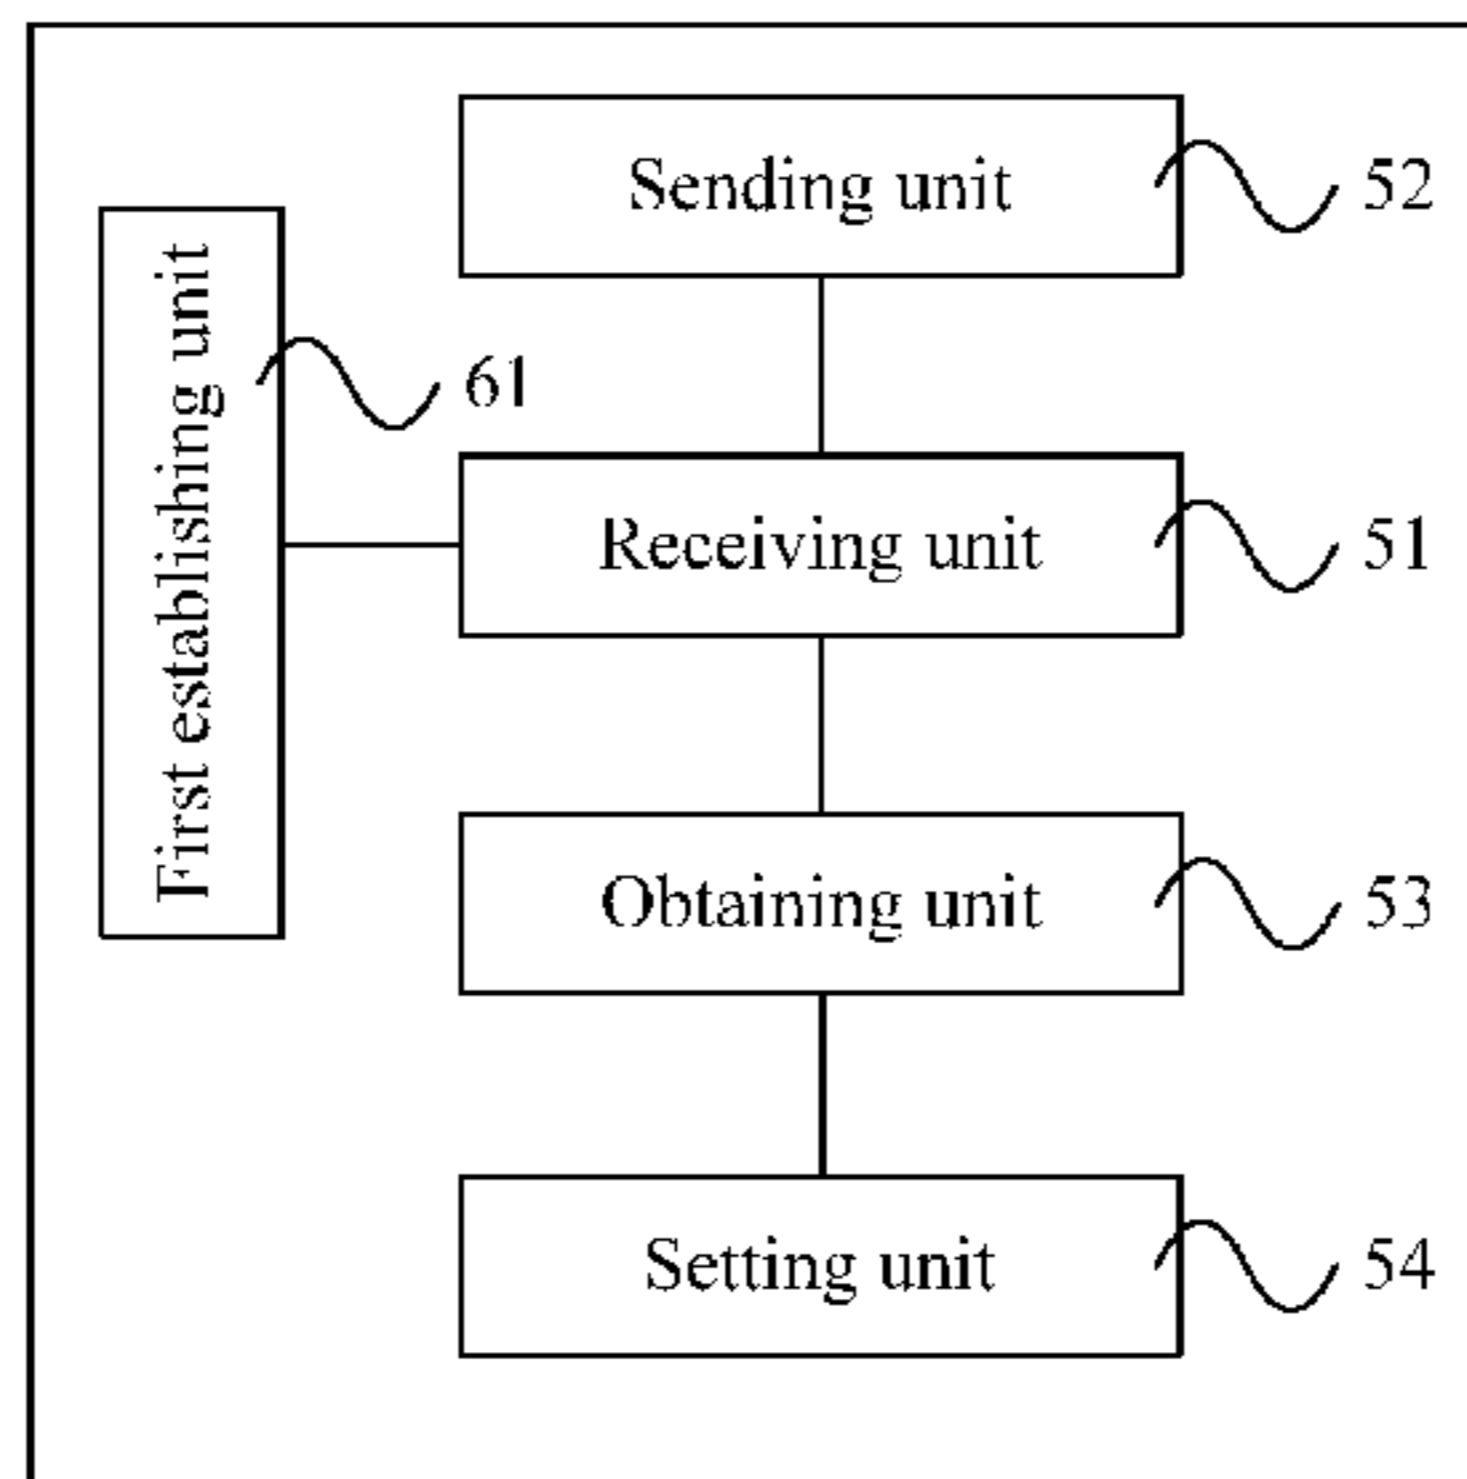 Sending unit 52
First establishing unit 61
Receiving unit 51
Obtaining unit 53
Setting unit 54